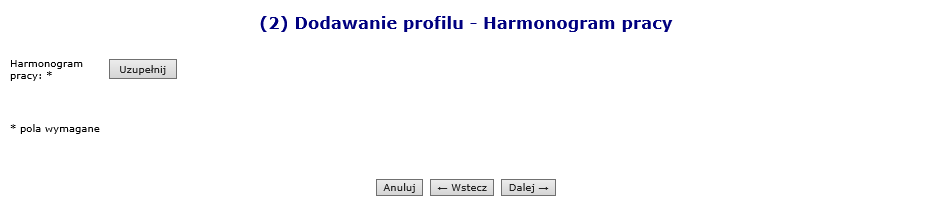 (2) Dodawanie profilu - Harmonogram pracy
Harmonogram
pracy: *
Uzupełnij
* pola wymagane
Anuluj ← Wstecz Dalej →